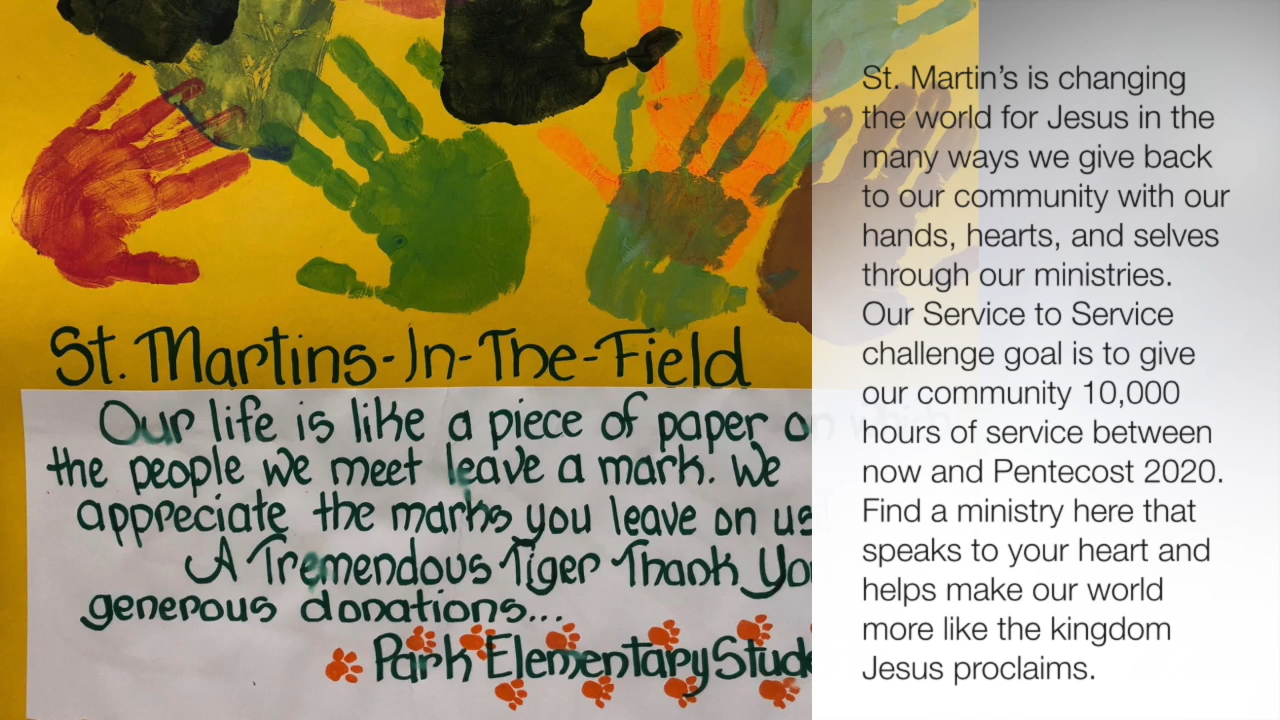 St. Martins-In-The-Field
Our life is like a piece of paper on which
the people we meet leave a mark. We
appreciate the marks you leave on us
A Tremendous Tiger Thank
generous donations...
Park Elementary
St. Martin's is changing
the world for Jesus in the
many ways we give back
to our community with our
hands, hearts, and selves
through our ministries.
Our Service to Service
challenge goal is to give
our community 10,000
hours of service between
now and Pentecost 2020.
Find a ministry here that
speaks to your heart and
helps make our world
more like the kingdom
Jesus proclaims.